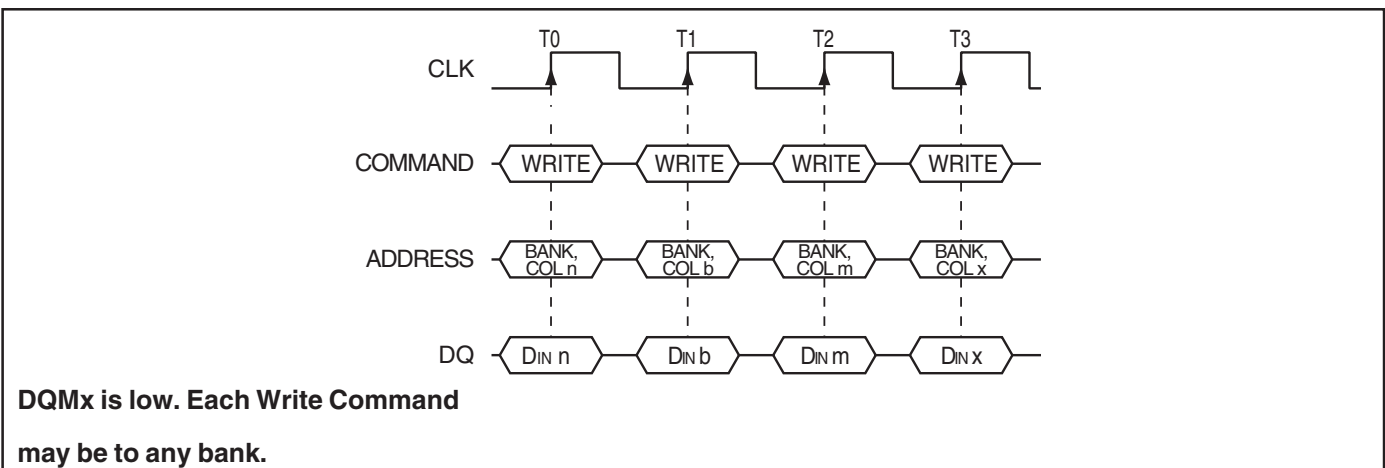 T0 T1 T2 T3
CLK
COMMAND WRITE WRITE WRITE WRITE
ADDRESS BANK, COL n BANK, COL b BANK, COL m BANK, COL x
DQ DIN n DIN b DIN m DIN x
DQMx is low. Each Write Command
may be to any bank.